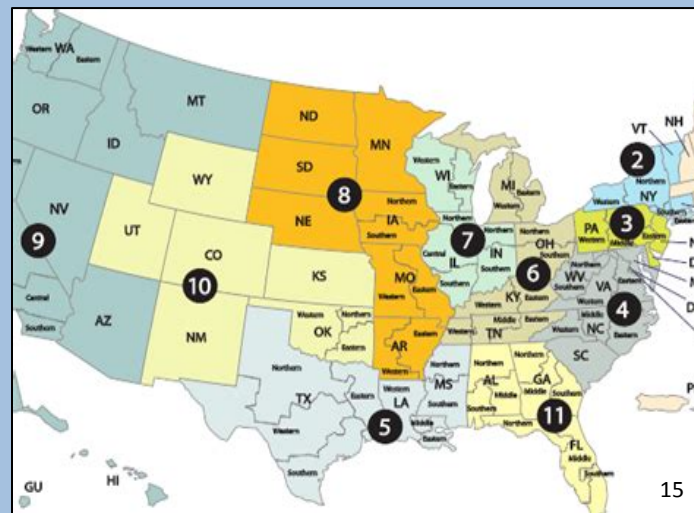 Western WA Eastern
MT
ND
MN
VT
NH
OR
ID
SD
Western WI Eastern
MI Eastern
2
Northern
Western NY
Southern Eastern
WY
8
Northern
NE
IA
Southern
Northern
7
Northern
Northern
PA 3 Eastern
Western Middle
N
D
M
D
9
NV
UT
CO
10
KS
Central
IL
IN
Southern
Southern
OH
Southern
6
Northern
WV
Southern
VA
Eastern
4
Western
MO
Eastern
KY Eastern
Western
Western
Middle
NC
Eastern
Central
Southern
AZ
NM
Western
Northern
OK
Eastern
AR
Eastern
Western
Western
Middle
Eastern
TN
SC
Northern
TX
Western
Southern
Eastern
Western
LA
Middle
Eastern
5
Northern
MS
Southern
Northern
AL
Middle
Southern
Northern
GA
Middle
Southern
11
Northern
FL
Middle
Southern
P
GU
HI
15